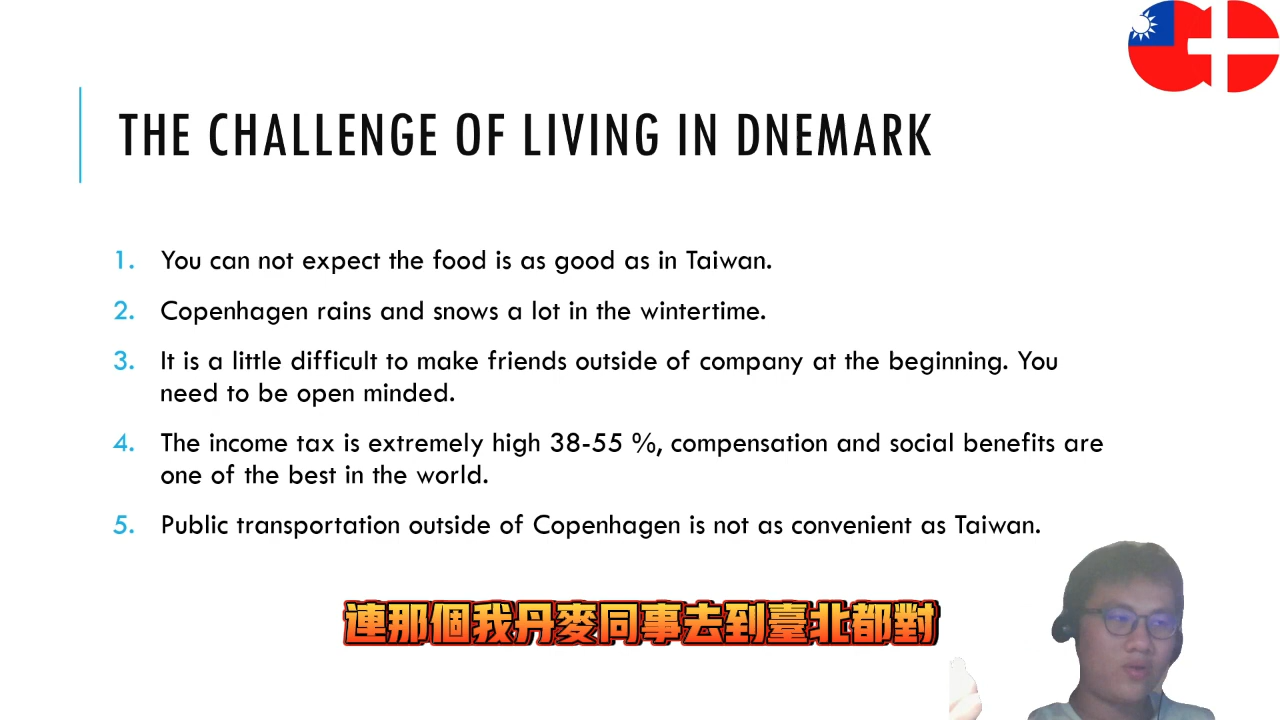 THE CHALLENGE OF LIVING IN DNEMARK
1. You can not expect the food is as good as in Taiwan.
2. Copenhagen rains and snows a lot in the wintertime.
3. It is a little difficult to make friends outside of company at the beginning. You
need to be open minded.
4. The income tax is extremely high 38-55 %, compensation and social benefits are
one of the best in the world.
5. Public transportation outside of Copenhagen is not as convenient as Taiwan.
連那個我丹麥同事去到臺北都對